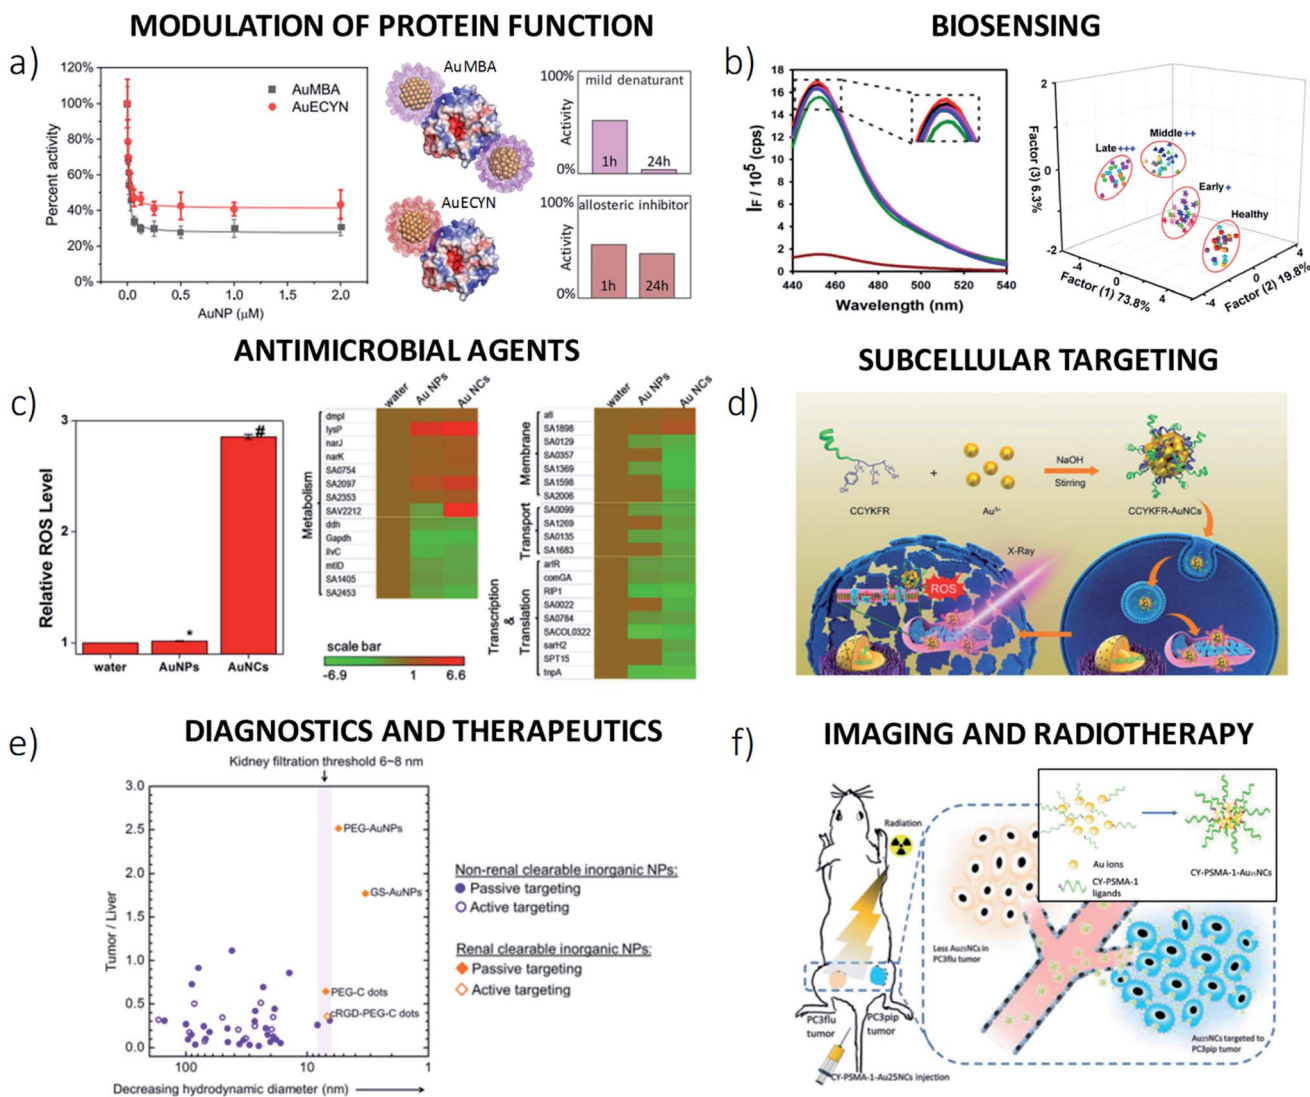 MODULATION OF PROTEIN FUNCTION
a)
120%
100%
80%
60%
40%
20%
0%
Percent activity
AuMBA
AuECYN
0.0
0.5
1.0
1.5
2.0
AuNP (μM)
AuMBA
AuECYN
100%
Activity
0%
mild denaturant
1h
24h
100%
Activity
0%
allosteric inhibitor
1h
24h
BIOSENSING
b)
18
16
14
12
10
8
6
4
2
0
IF / 10⁵ (cps)
440
460
480
500
520
540
Wavelength (nm)
2
0
-2
Factor (3) 6.3%
Late +++
Middle ++
Early +
Healthy
-4
0
4
Factor (1) 73.8%
-4
0
4
Factor (2) 19.8%
ANTIMICROBIAL AGENTS
c)
3
2
1
Relative ROS Level
*
#
water
AuNPs
AuNCs
water
Au NPs
Au NCs
Metabolism
dmpI
lysP
narJ
narK
SA0754
SA2097
SA2353
SAV2212
ddh
Gapdh
ilvC
mtlD
SA1405
SA2453
scale bar
-6.9
1
6.6
water
Au NPs
Au NCs
Membrane
atl
SA1898
SA0129
SA0357
SA1369
SA1598
SA2006
Transport
SA0099
SA1269
SA0135
SA1683
Transcription
&
Translation
arlR
comGA
RIP1
SA0022
SA0784
SACOL0322
sarH2
SPT15
tnpA
SUBCELLULAR TARGETING
d)
CCYKFR
+
Au³⁺
NaOH
Stirring
CCYKFR-AuNCs
X-Ray
ROS
DIAGNOSTICS AND THERAPEUTICS
e)
Kidney filtration threshold 6~8 nm
3.0
2.5
2.0
1.5
1.0
0.5
0.0
Tumor / Liver
PEG-AuNPs
GS-AuNPs
PEG-C dots
cRGD-PEG-C dots
100
10
1
Decreasing hydrodynamic diameter (nm)
Non-renal clearable inorganic NPs:
Passive targeting
Active targeting
Renal clearable inorganic NPs:
Passive targeting
Active targeting
IMAGING AND RADIOTHERAPY
f)
Radiation
PC3flu
tumor
PC3pip
tumor
CY-PSMA-1-Au25NCs injection
Less Au25NCs in
PC3flu tumor
Au ions
CY-PSMA-1
ligands
CY-PSMA-1-Au25NCs
Au25NCs targeted to
PC3pip tumor